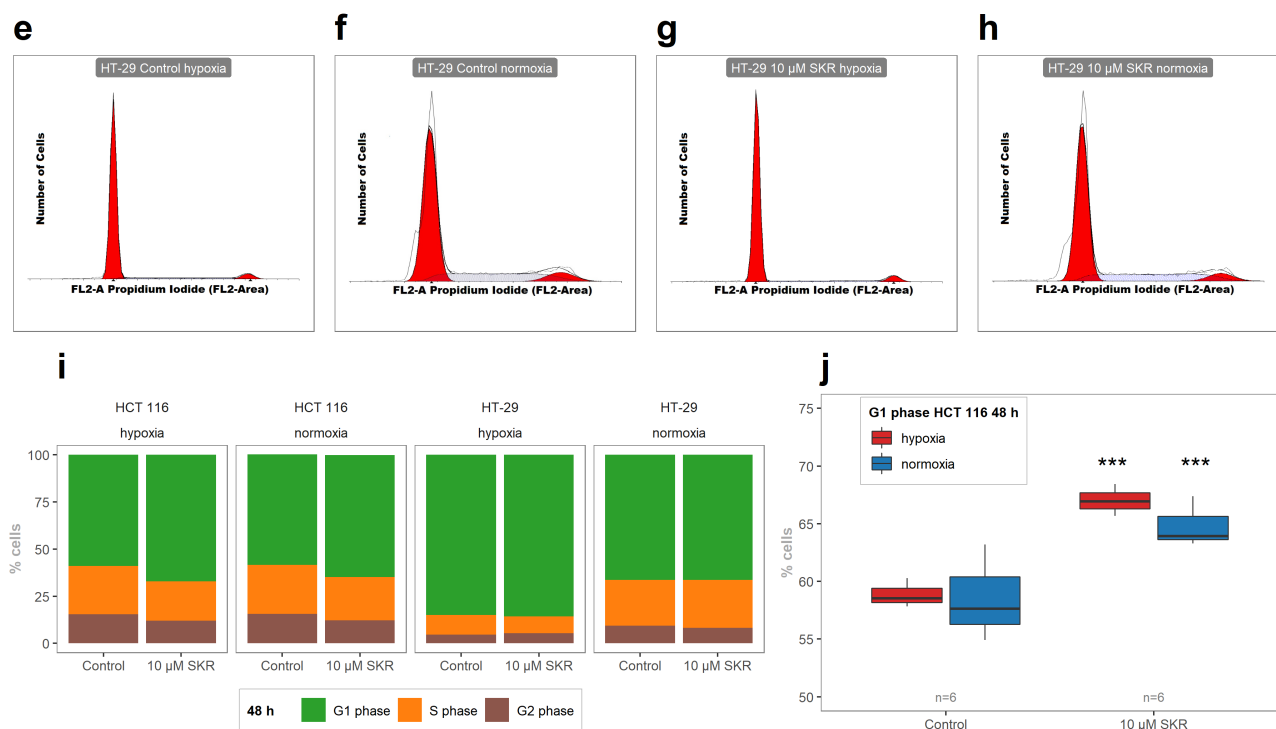 e
f
g
h
HT-29 Control hypoxia
HT-29 Control normoxia
HT-29 10 µM SKR hypoxia
HT-29 10 µM SKR normoxia
Number of Cells
Number of Cells
Number of Cells
Number of Cells
FL2-A Propidium Iodide (FL2-Area)
FL2-A Propidium Iodide (FL2-Area)
FL2-A Propidium Iodide (FL2-Area)
FL2-A Propidium Iodide (FL2-Area)
i
HCT 116
hypoxia
HCT 116
normoxia
HT-29
hypoxia
HT-29
normoxia
% cells
100
75
50
25
0
Control
10 µM SKR
Control
10 µM SKR
Control
10 µM SKR
Control
10 µM SKR
48 h
G1 phase
S phase
G2 phase
j
G1 phase HCT 116 48 h
hypoxia
normoxia
% cells
75
70
65
60
55
50
***
***
n=6
n=6
Control
10 µM SKR